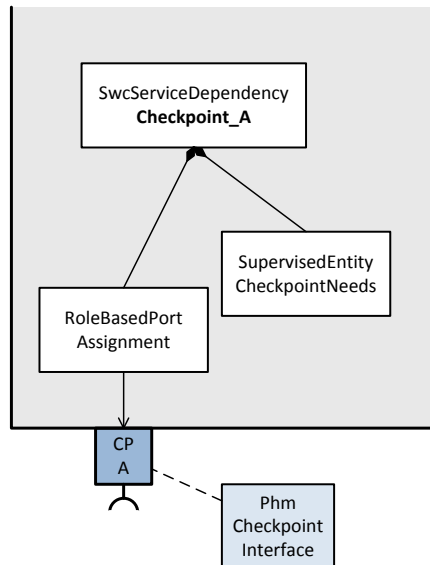 SwcServiceDependency
Checkpoint_A
SupervisedEntity
CheckpointNeeds
RoleBasedPort
Assignment
CP
A
Phm
Checkpoint
Interface